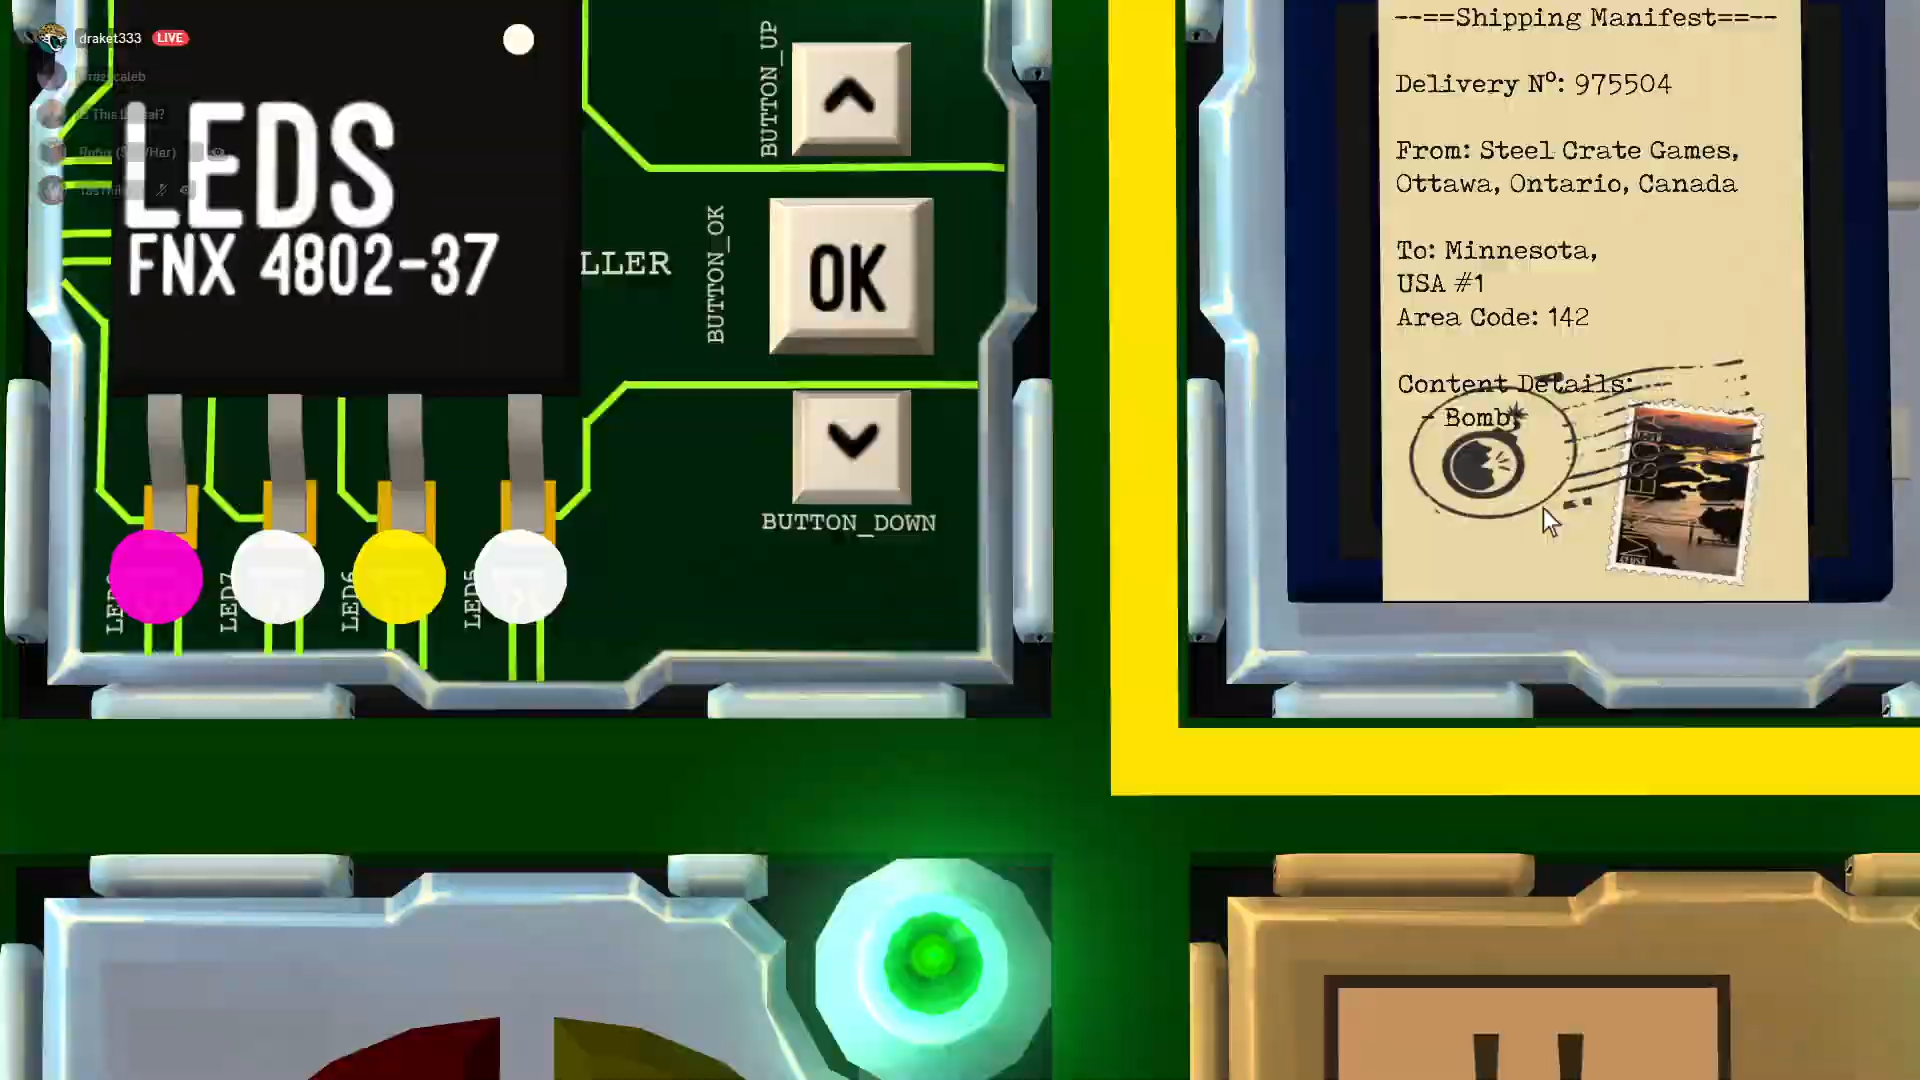 draket333 LIVE
LEDS
FNX 4802-37
LLER
BUTTON_UP
BUTTON_OK
OK
BUTTON_DOWN
LED7
LED6
LED5
--==Shipping Manifest==--
Delivery Nº: 975504
From: Steel Crate Games,
Ottawa, Ontario, Canada
To: Minnesota,
USA #1
Area Code: 142
Content Details:
- Bomb.